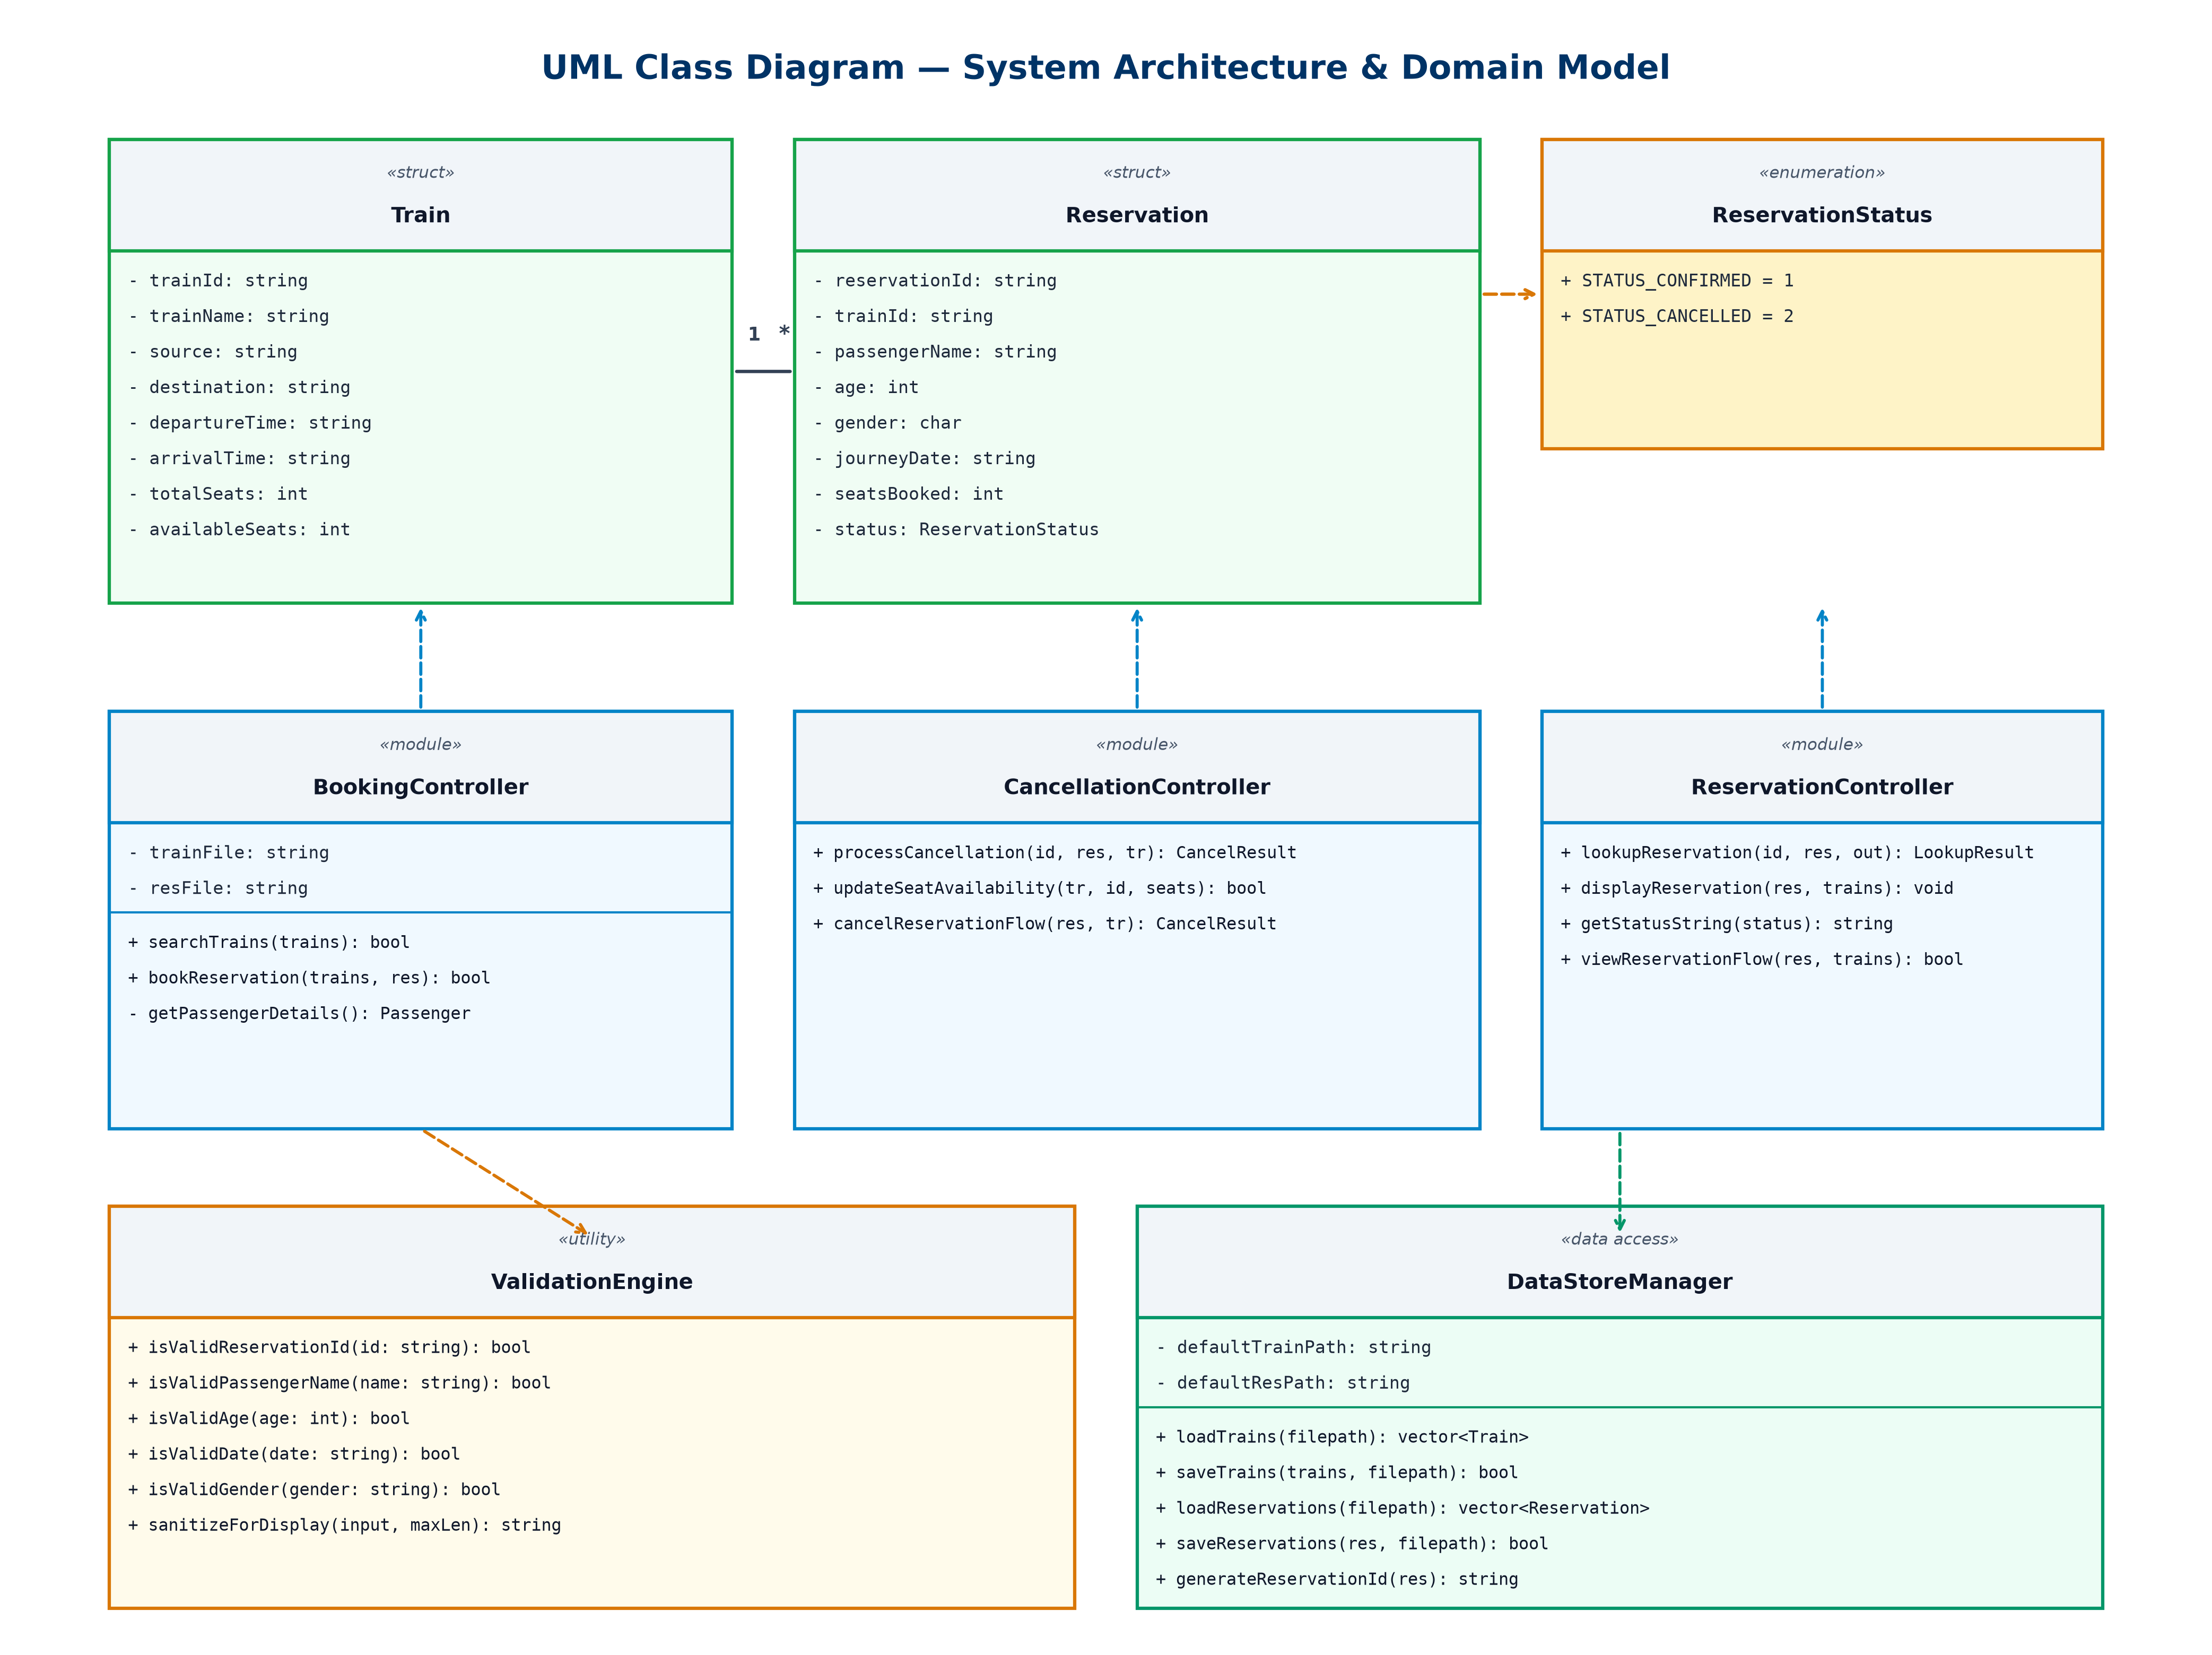 UML Class Diagram — System Architecture & Domain Model
«struct»
Train
- trainId: string
- trainName: string
- source: string
- destination: string
- departureTime: string
- arrivalTime: string
- totalSeats: int
- availableSeats: int
1 *
«struct»
Reservation
- reservationId: string
- trainId: string
- passengerName: string
- age: int
- gender: char
- journeyDate: string
- seatsBooked: int
- status: ReservationStatus
«enumeration»
ReservationStatus
+ STATUS_CONFIRMED = 1
+ STATUS_CANCELLED = 2
«module»
BookingController
- trainFile: string
- resFile: string
+ searchTrains(trains): bool
+ bookReservation(trains, res): bool
- getPassengerDetails(): Passenger
«module»
CancellationController
+ processCancellation(id, res, tr): CancelResult
+ updateSeatAvailability(tr, id, seats): bool
+ cancelReservationFlow(res, tr): CancelResult
«module»
ReservationController
+ lookupReservation(id, res, out): LookupResult
+ displayReservation(res, trains): void
+ getStatusString(status): string
+ viewReservationFlow(res, trains): bool
«utility»
ValidationEngine
+ isValidReservationId(id: string): bool
+ isValidPassengerName(name: string): bool
+ isValidAge(age: int): bool
+ isValidDate(date: string): bool
+ isValidGender(gender: string): bool
+ sanitizeForDisplay(input, maxLen): string
«data access»
DataStoreManager
- defaultTrainPath: string
- defaultResPath: string
+ loadTrains(filepath): vector<Train>
+ saveTrains(trains, filepath): bool
+ loadReservations(filepath): vector<Reservation>
+ saveReservations(res, filepath): bool
+ generateReservationId(res): string